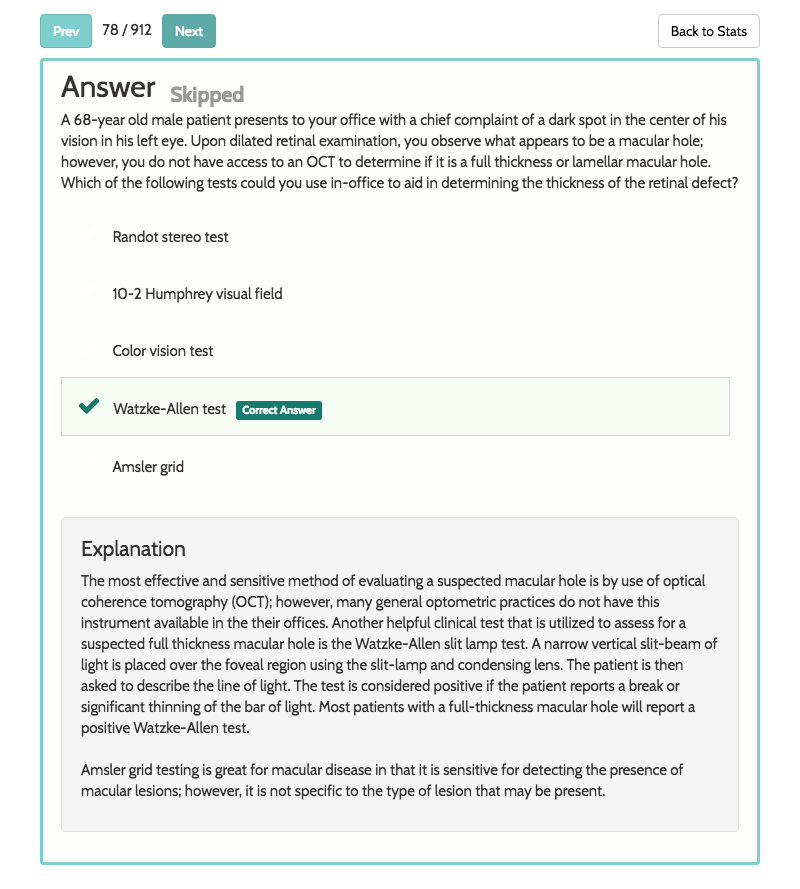 Prev 78 / 912 Next Back to Stats
Answer Skipped
A 68-year old male patient presents to your office with a chief complaint of a dark spot in the center of his
vision in his left eye. Upon dilated retinal examination, you observe what appears to be a macular hole;
however, you do not have access to an OCT to determine if it is a full thickness or lamellar macular hole.
Which of the following tests could you use in-office to aid in determining the thickness of the retinal defect?
Randot stereo test
10-2 Humphrey visual field
Color vision test
Watzke-Allen test Correct Answer
Amsler grid
Explanation
The most effective and sensitive method of evaluating a suspected macular hole is by use of optical
coherence tomography (OCT); however, many general optometric practices do not have this
instrument available in the their offices. Another helpful clinical test that is utilized to assess for a
suspected full thickness macular hole is the Watzke-Allen slit lamp test. A narrow vertical slit-beam of
light is placed over the foveal region using the slit-lamp and condensing lens. The patient is then
asked to describe the line of light. The test is considered positive if the patient reports a break or
significant thinning of the bar of light. Most patients with a full-thickness macular hole will report a
positive Watzke-Allen test.
Amsler grid testing is great for macular disease in that it is sensitive for detecting the presence of
macular lesions; however, it is not specific to the type of lesion that may be present.